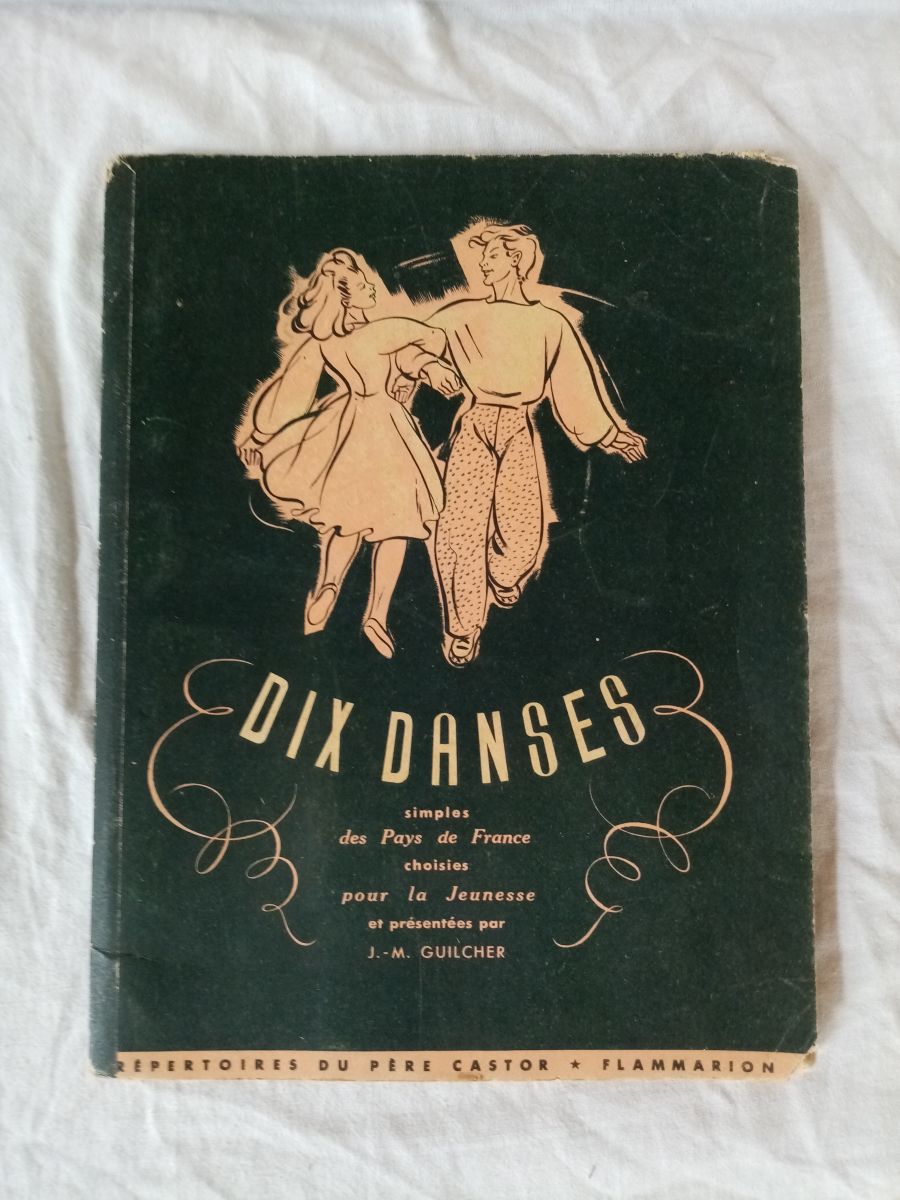 DIX DANSES
simples
des Pays de France
choisies
pour la Jeunesse
et présentées par
J.-M. GUILCHER
RÉPERTOIRES DU PÈRE CASTOR ★ FLAMMARION